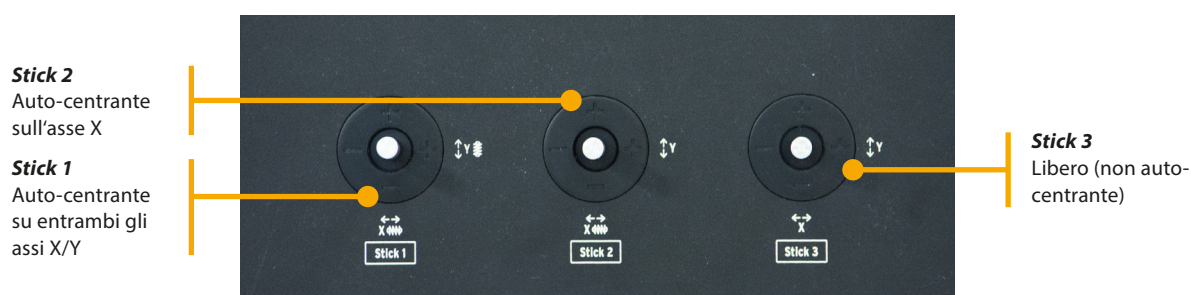 Stick 2
Auto-centrante
sull‘asse X
Stick 1
Auto-centrante
su entrambi gli
assi X/Y
Y
Y
Y
X
X
X
Stick 1
Stick 2
Stick 3
Stick 3
Libero (non auto-
centrante)